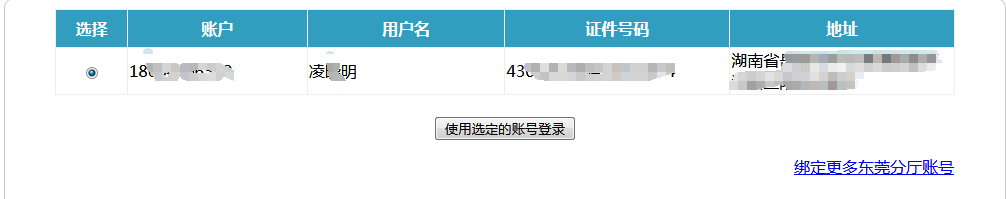 选择 账户 用户名 证件号码 地址
18 凌 明 430 湖南省
使用选定的账号登录
绑定更多东莞分厅账号